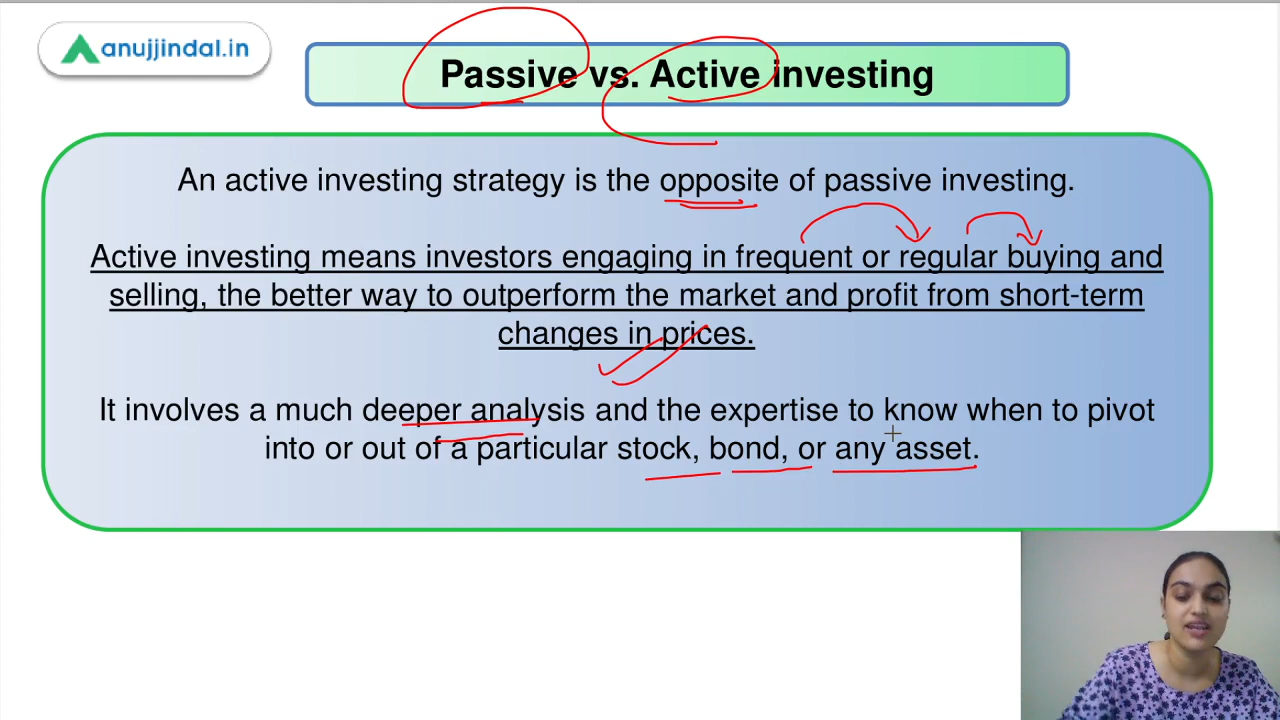 anujjindal.in
Passive vs. Active investing
An active investing strategy is the opposite of passive investing.
Active investing means investors engaging in frequent or regular buying and
selling, the better way to outperform the market and profit from short-term
changes in prices.
It involves a much deeper analysis and the expertise to know when to pivot
into or out of a particular stock, bond, or any asset.